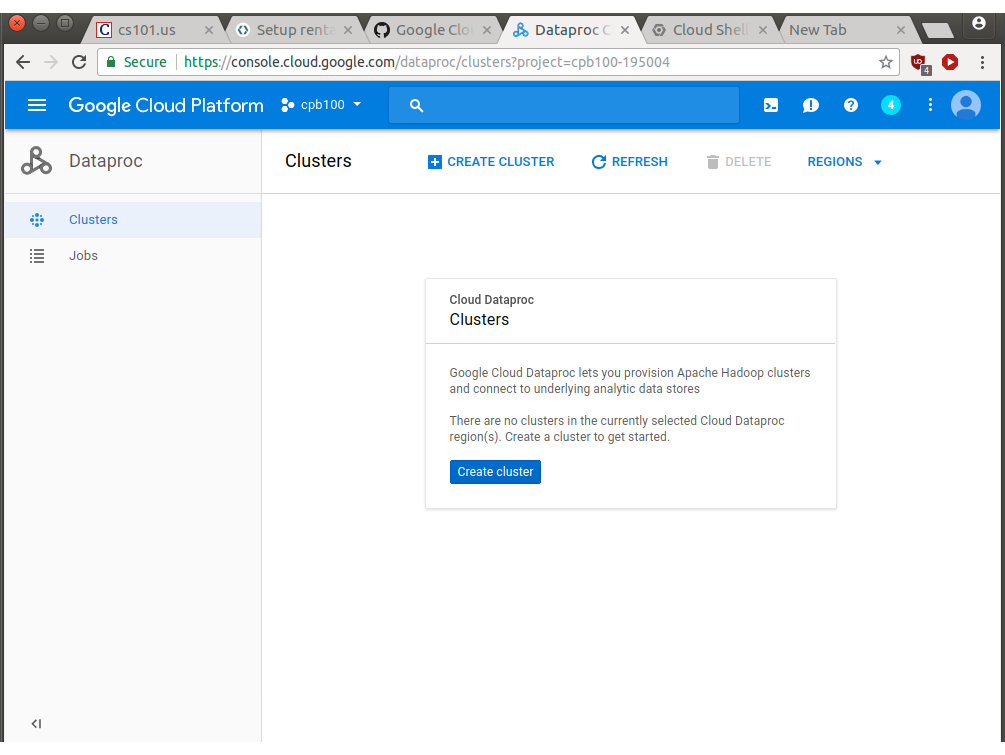 C cs101.us
Setup renta
Google Clou
Dataproc C
Cloud Shell
New Tab
Secure https://console.cloud.google.com/dataproc/clusters?project=cpb100-195004
UD 4
Google Cloud Platform cpb100
4
Dataproc
Clusters CREATE CLUSTER REFRESH DELETE REGIONS
Clusters
Jobs
Cloud Dataproc
Clusters
Google Cloud Dataproc lets you provision Apache Hadoop clusters
and connect to underlying analytic data stores
There are no clusters in the currently selected Cloud Dataproc
region(s). Create a cluster to get started.
Create cluster